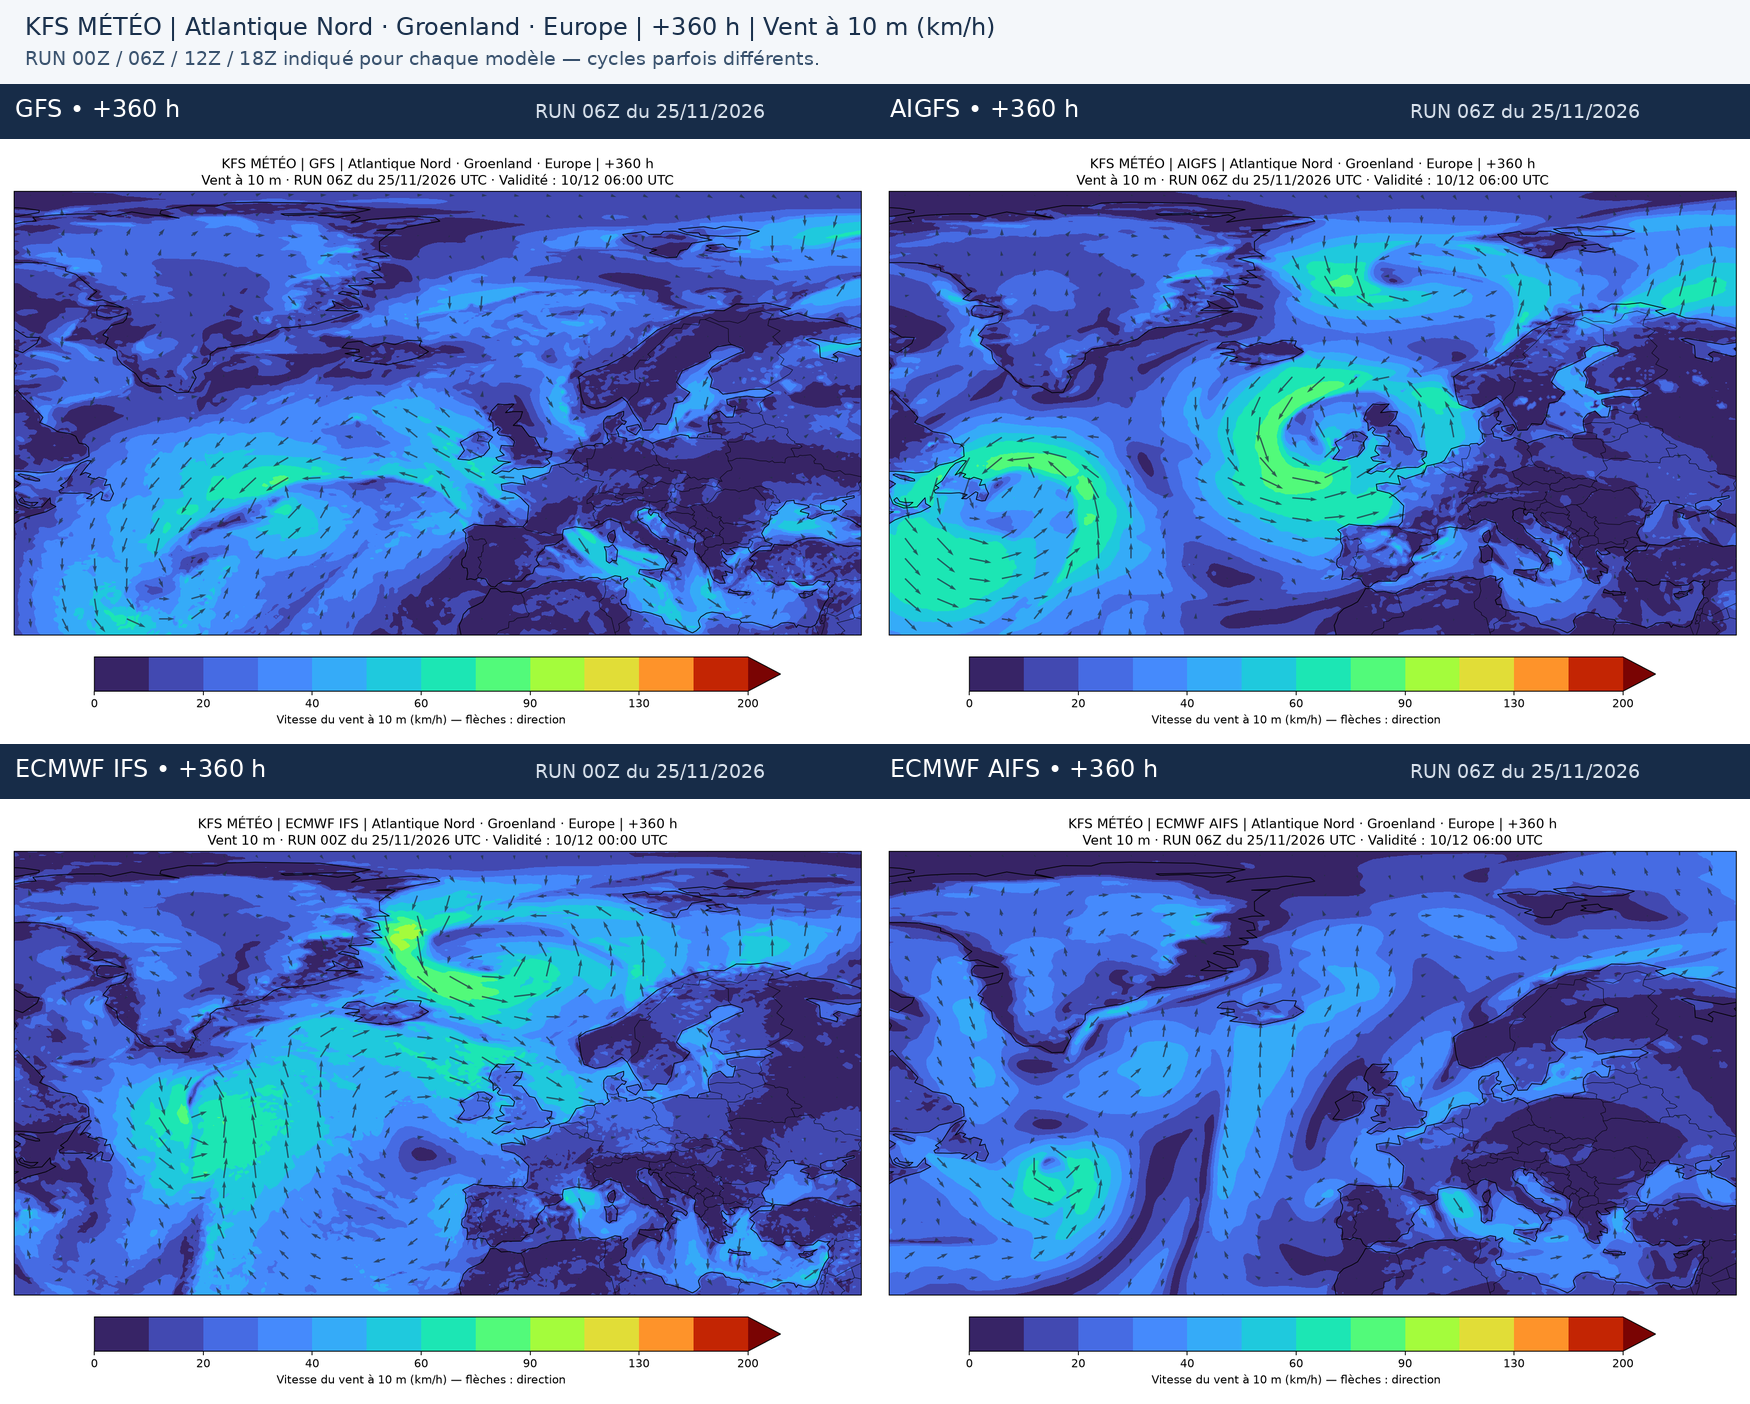 KFS MÉTÉO | Atlantique Nord · Groenland · Europe | +360 h | Vent à 10 m (km/h)
RUN 00Z / 06Z / 12Z / 18Z indiqué pour chaque modèle — cycles parfois différents.
GFS • +360 h
RUN 06Z du 25/11/2026
KFS MÉTÉO | GFS | Atlantique Nord · Groenland · Europe | +360 h
Vent à 10 m · RUN 06Z du 25/11/2026 UTC · Validité : 10/12 06:00 UTC
0 20 40 60 90 130 200
Vitesse du vent à 10 m (km/h) — flèches : direction
AIGFS • +360 h
RUN 06Z du 25/11/2026
KFS MÉTÉO | AIGFS | Atlantique Nord · Groenland · Europe | +360 h
Vent à 10 m · RUN 06Z du 25/11/2026 UTC · Validité : 10/12 06:00 UTC
0 20 40 60 90 130 200
Vitesse du vent à 10 m (km/h) — flèches : direction
ECMWF IFS • +360 h
RUN 00Z du 25/11/2026
KFS MÉTÉO | ECMWF IFS | Atlantique Nord · Groenland · Europe | +360 h
Vent 10 m · RUN 00Z du 25/11/2026 UTC · Validité : 10/12 00:00 UTC
0 20 40 60 90 130 200
Vitesse du vent à 10 m (km/h) — flèches : direction
ECMWF AIFS • +360 h
RUN 06Z du 25/11/2026
KFS MÉTÉO | ECMWF AIFS | Atlantique Nord · Groenland · Europe | +360 h
Vent 10 m · RUN 06Z du 25/11/2026 UTC · Validité : 10/12 06:00 UTC
0 20 40 60 90 130 200
Vitesse du vent à 10 m (km/h) — flèches : direction